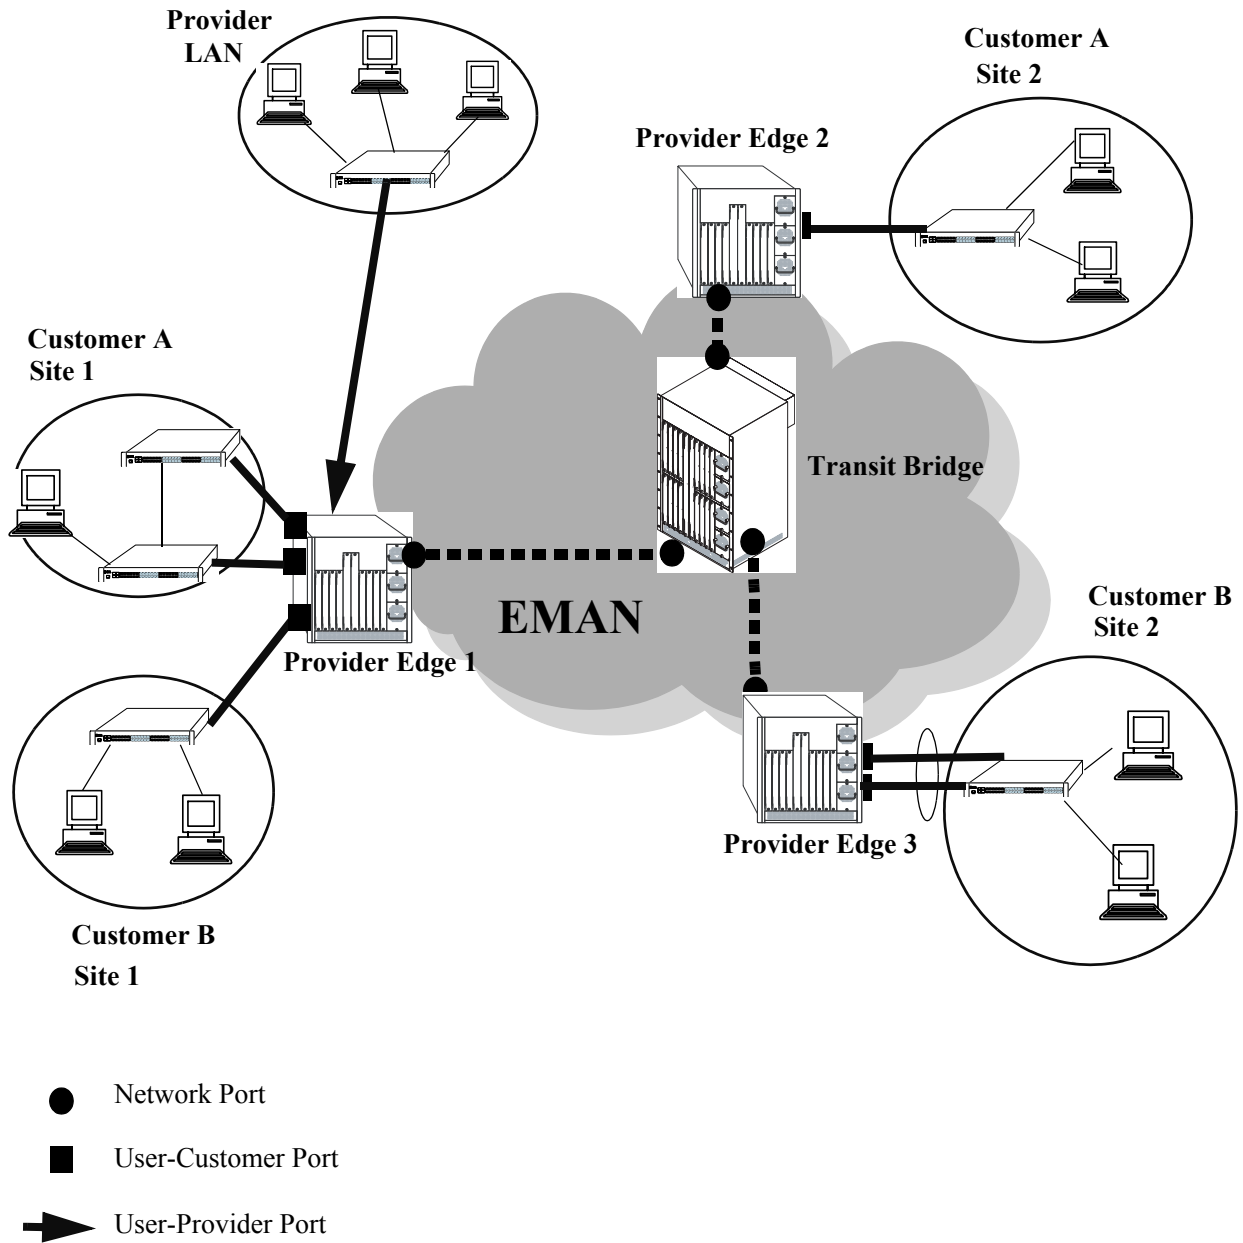 Provider
LAN
Customer A
Site 2
Provider Edge 2
Customer A
Site 1
Transit Bridge
EMAN
Customer B
Site 2
Provider Edge 1
Provider Edge 3
Customer B
Site 1
Network Port
User-Customer Port
User-Provider Port